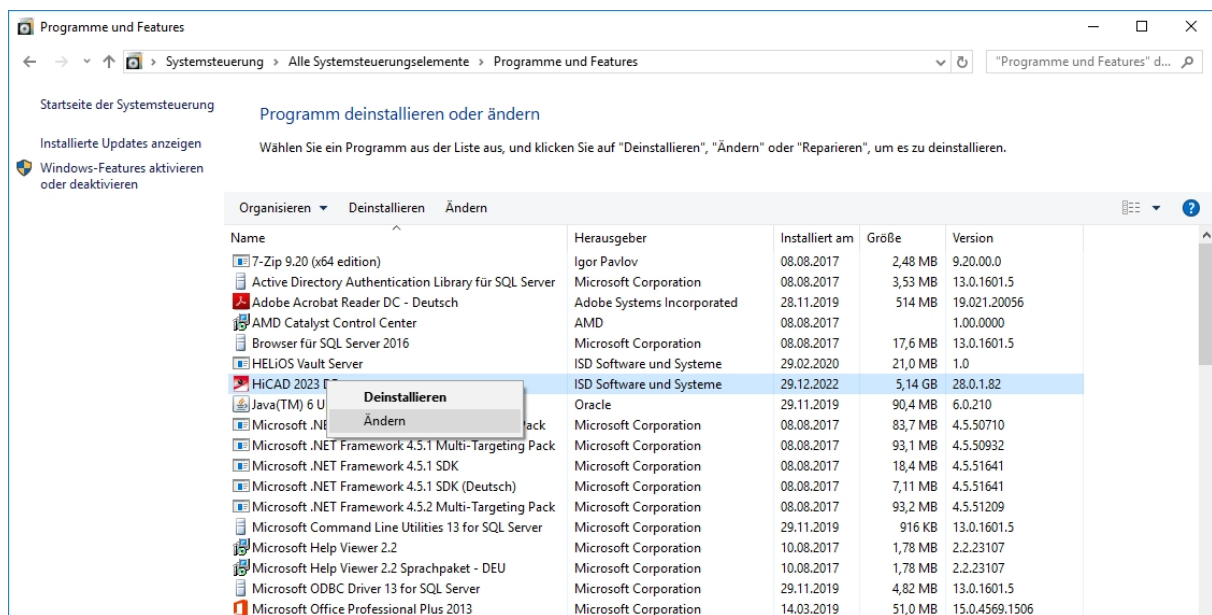 Programme und Features
Systemsteuerung > Alle Systemsteuerungselemente > Programme und Features "Programme und Features" d...
Startseite der Systemsteuerung
Installierte Updates anzeigen
Windows-Features aktivieren
oder deaktivieren
Programm deinstallieren oder ändern
Wählen Sie ein Programm aus der Liste aus, und klicken Sie auf "Deinstallieren", "Ändern" oder "Reparieren", um es zu deinstallieren.
Organisieren Deinstallieren Ändern
Name Herausgeber Installiert am Größe Version
7-Zip 9.20 (x64 edition) Igor Pavlov 08.08.2017 2,48 MB 9.20.00.0
Active Directory Authentication Library für SQL Server Microsoft Corporation 08.08.2017 3,53 MB 13.0.1601.5
Adobe Acrobat Reader DC - Deutsch Adobe Systems Incorporated 28.11.2019 514 MB 19.021.20056
AMD Catalyst Control Center AMD 08.08.2017 1.00.0000
Browser für SQL Server 2016 Microsoft Corporation 08.08.2017 17,6 MB 13.0.1601.5
HELiOS Vault Server ISD Software und Systeme 29.02.2020 21,0 MB 1.0
HiCAD 2023 ISD Software und Systeme 29.12.2022 5,14 GB 28.0.1.82
Deinstallieren
Java(TM) 6 U Oracle 29.11.2019 90,4 MB 6.0.210
Ändern
Microsoft .NE Pack Microsoft Corporation 08.08.2017 83,7 MB 4.5.50710
Microsoft .NET Framework 4.5.1 Multi-Targeting Pack Microsoft Corporation 08.08.2017 93,1 MB 4.5.50932
Microsoft .NET Framework 4.5.1 SDK Microsoft Corporation 08.08.2017 18,4 MB 4.5.51641
Microsoft .NET Framework 4.5.1 SDK (Deutsch) Microsoft Corporation 08.08.2017 7,11 MB 4.5.51641
Microsoft .NET Framework 4.5.2 Multi-Targeting Pack Microsoft Corporation 08.08.2017 93,2 MB 4.5.51209
Microsoft Command Line Utilities 13 for SQL Server Microsoft Corporation 29.11.2019 916 KB 13.0.1601.5
Microsoft Help Viewer 2.2 Microsoft Corporation 10.08.2017 1,78 MB 2.2.23107
Microsoft Help Viewer 2.2 Sprachpaket - DEU Microsoft Corporation 10.08.2017 1,78 MB 2.2.23107
Microsoft ODBC Driver 13 for SQL Server Microsoft Corporation 29.11.2019 4,82 MB 13.0.1601.5
Microsoft Office Professional Plus 2013 Microsoft Corporation 14.03.2019 51,0 MB 15.0.4569.1506